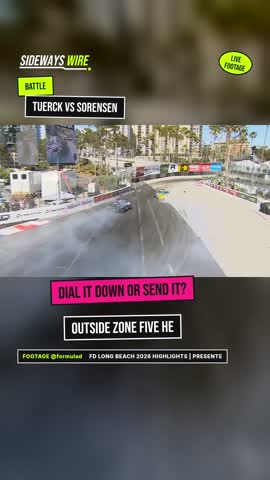 SIDEWAYS WIRE
LIVE
FOOTAGE
BATTLE
TUERCK VS SORENSEN
DIAL IT DOWN OR SEND IT?
OUTSIDE ZONE FIVE HE
FOOTAGE @formulad FD LONG BEACH 2026 HIGHLIGHTS | PRESENTE